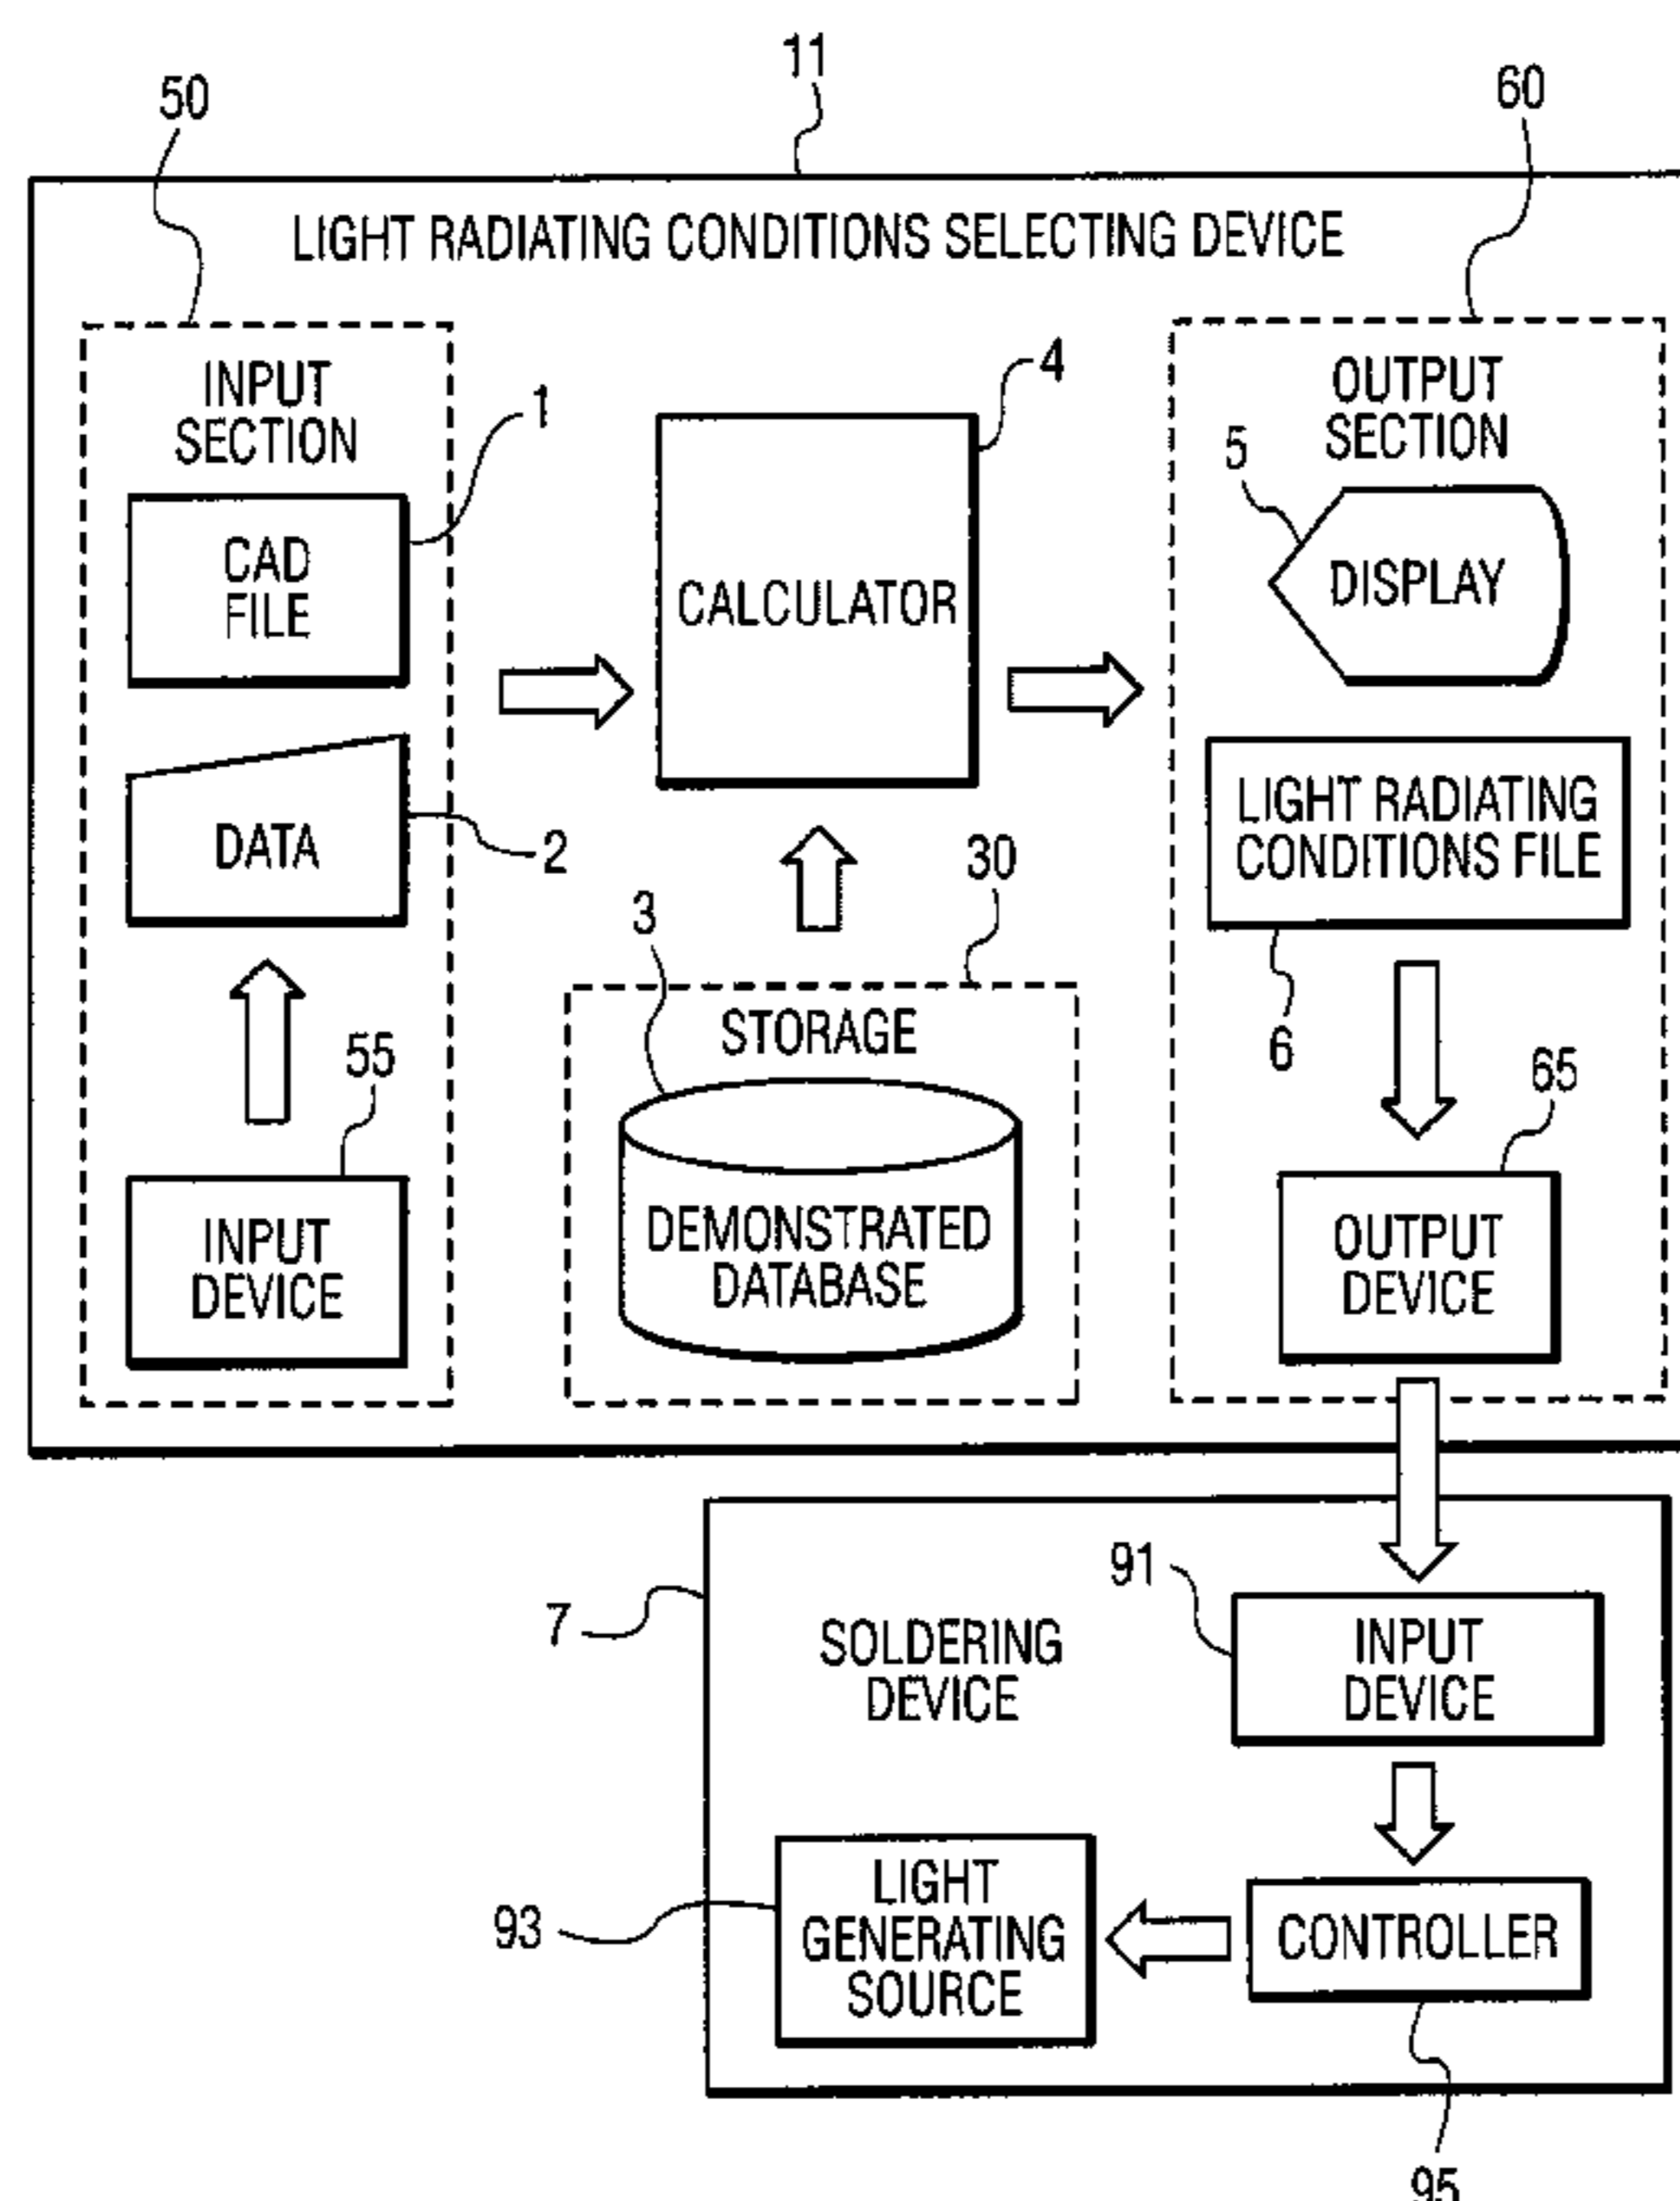 11
50
60
LIGHT RADIATING CONDITIONS SELECTING DEVICE
INPUT
SECTION
1
CAD
FILE
DATA
2
55
INPUT
DEVICE
4
CALCULATOR
30
3
STORAGE
DEMONSTRATED
DATABASE
OUTPUT
SECTION
5
DISPLAY
LIGHT RADIATING
CONDITIONS FILE
6
65
OUTPUT
DEVICE
7
SOLDERING
DEVICE
91
INPUT
DEVICE
93
LIGHT
GENERATING
SOURCE
CONTROLLER
95